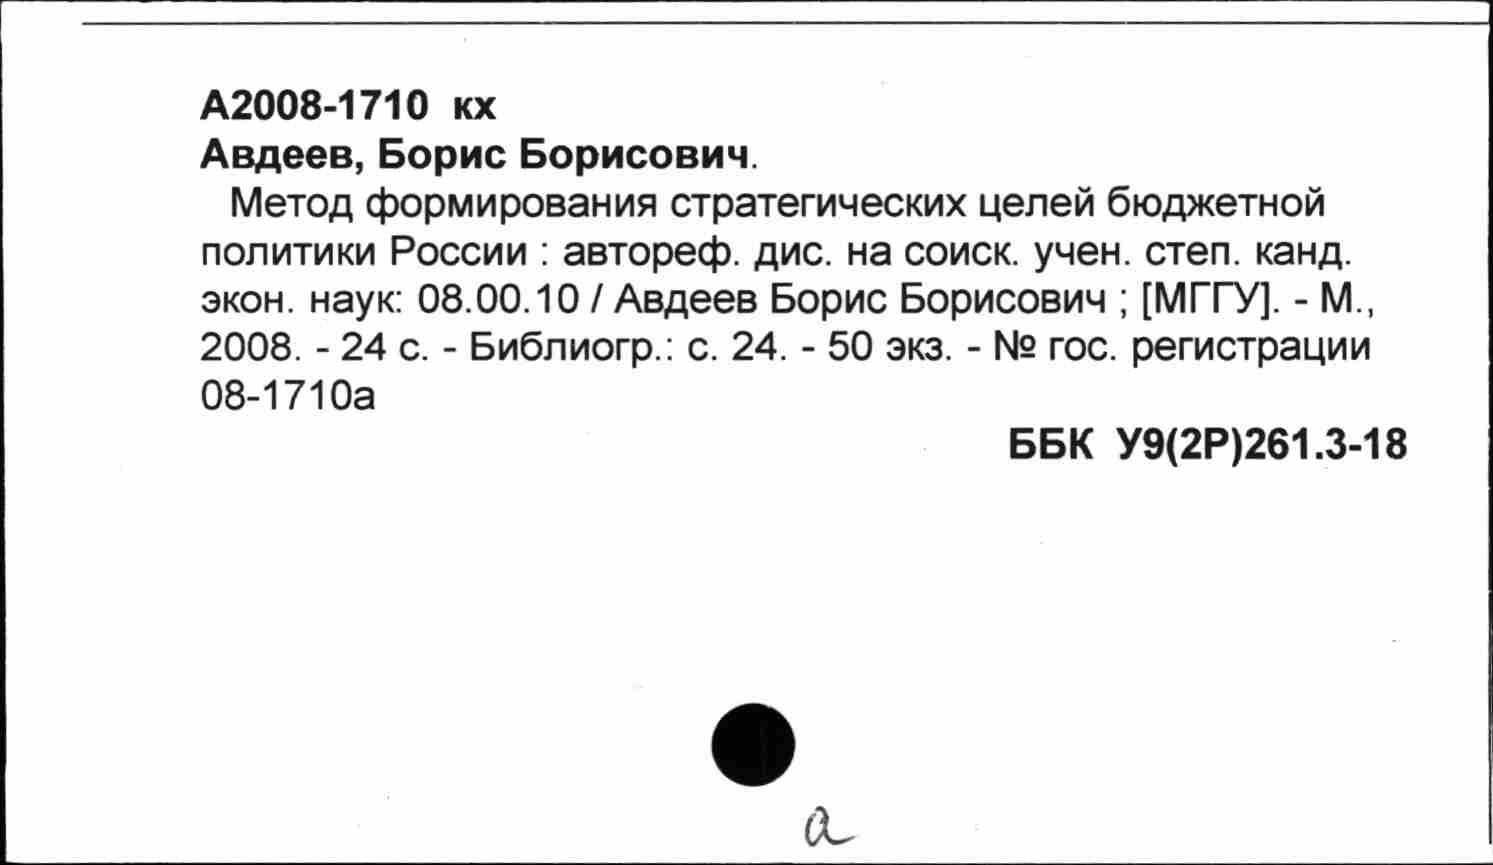 А2008-1710 кх
Авдеев, Борис Борисович.
Метод формирования стратегических целей бюджетной
политики России : автореф. дис. на соиск. учен. степ. канд.
экон. наук: 08.00.10 / Авдеев Борис Борисович ; [МГГУ]. - М.,
2008. - 24 с. - Библиогр.: с. 24. - 50 экз. - № гос. регистрации
08-1710а
ББК У9(2Р)261.3-18
а